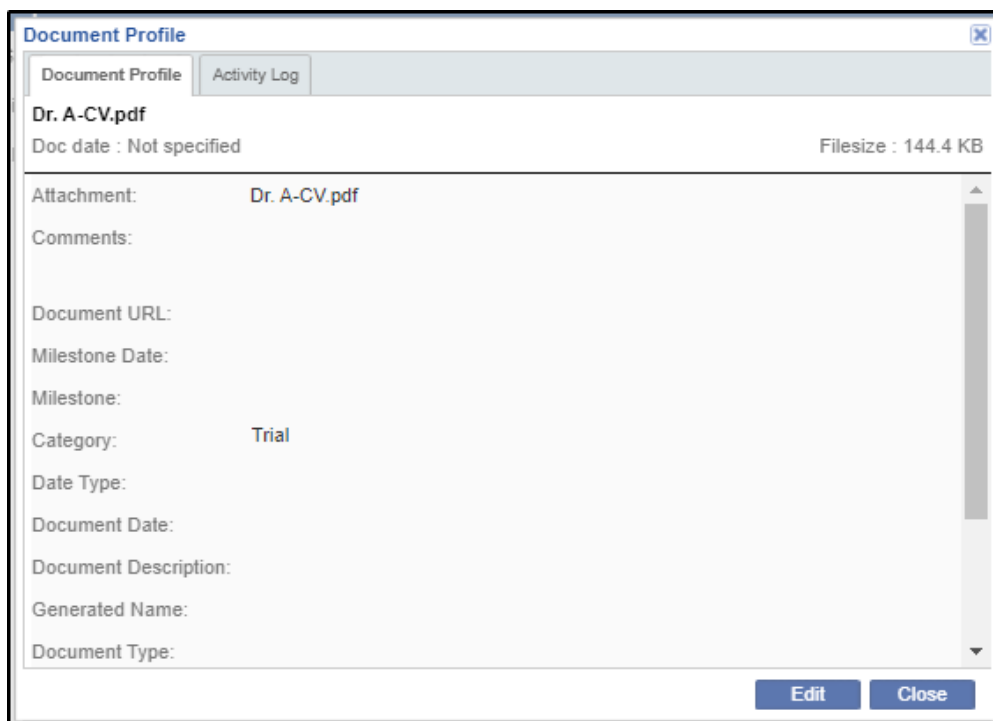 Document Profile
Document Profile Activity Log
Dr. A-CV.pdf
Doc date : Not specified Filesize : 144.4 KB
Attachment: Dr. A-CV.pdf
Comments:
Document URL:
Milestone Date:
Milestone:
Category: Trial
Date Type:
Document Date:
Document Description:
Generated Name:
Document Type:
Edit Close